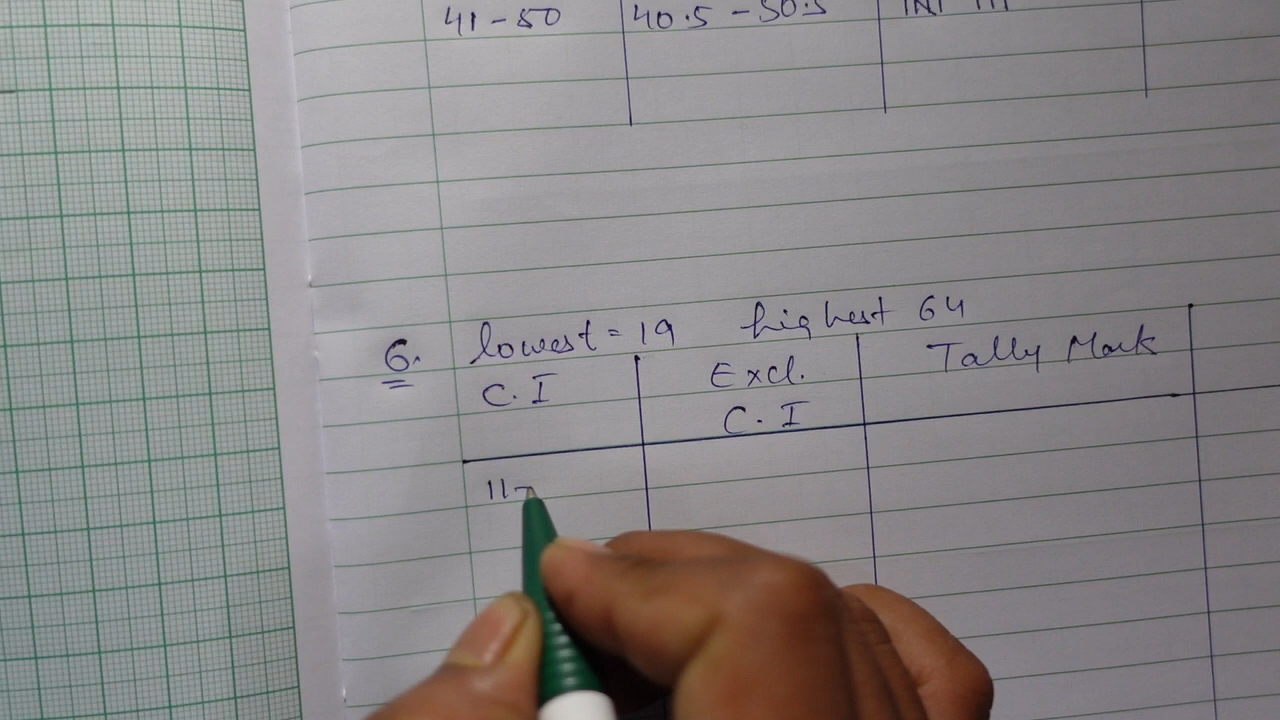 41-50 40.5-50.5
6. lowest = 19 highest 64
C.I Excl. Tally Mark
C.I
11-